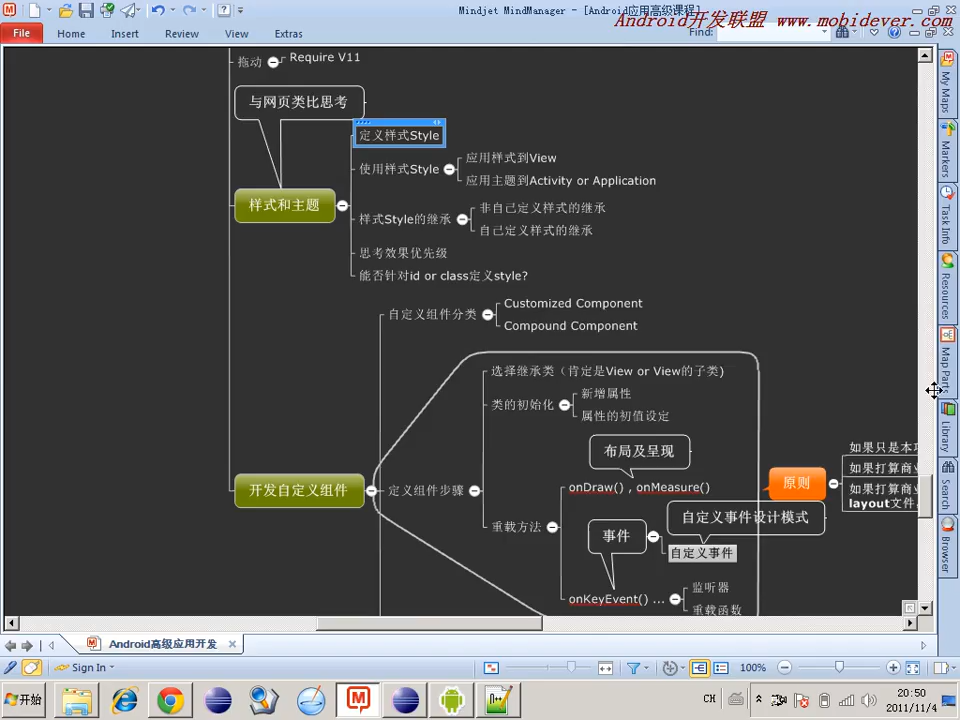 Mindjet MindManager - [Android应用高级课程]
Android开发联盟 www.mobidever.com
File
Home
Insert
Review
View
Extras
Find:
拖动
Require V11
与网页类比思考
定义样式Style
使用样式Style
应用样式到View
应用主题到Activity or Application
样式和主题
样式Style的继承
非自己定义样式的继承
自己定义样式的继承
思考效果优先级
能否针对id or class定义style?
自定义组件分类
Customized Component
Compound Component
选择继承类（肯定是View or View的子类)
类的初始化
新增属性
属性的初值设定
布局及呈现
开发自定义组件
定义组件步骤
onDraw() , onMeasure()
原则
如果只是本项
如果打算商业
如果打算商业
layout文件,
重载方法
事件
自定义事件设计模式
自定义事件
onKeyEvent() ...
监听器
重载函数
My Maps
Markers
Task Info
Resources
Map Parts
Library
Search
Browser
Android高级应用开发
Sign In
100%
开始
CH
20:50
2011/11/4